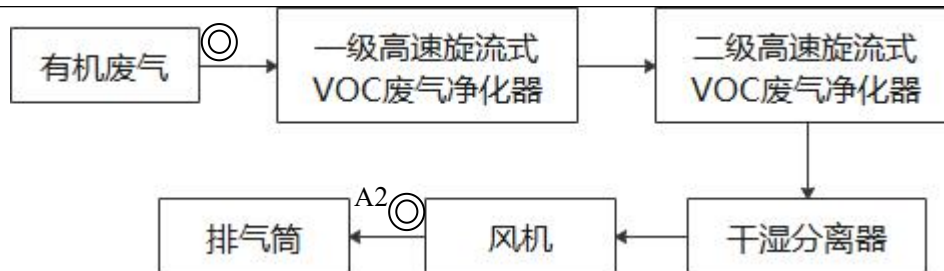 有机废气
一级高速旋流式
VOC废气净化器
二级高速旋流式
VOC废气净化器
A2
排气筒
风机
干湿分离器